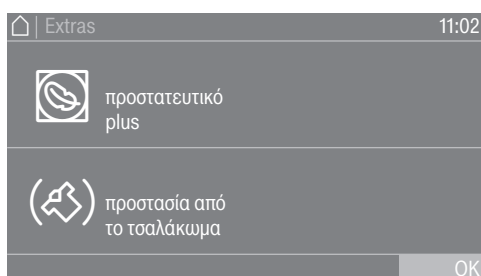 | Extras 11:02
προστατευτικό
plus
προστασία από
το τσαλάκωμα
OK